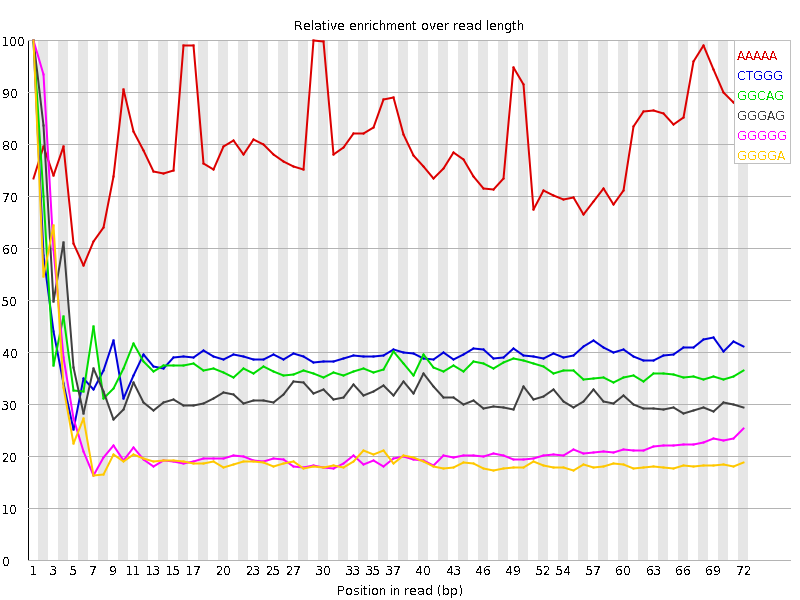 Relative enrichment over read length
100
90
80
70
60
50
40
30
20
10
0
AAAAA
CTGGG
GGCAG
GGGAG
GGGGG
GGGGA
1 3 5 7 9 11 13 15 17 20 23 25 27 30 33 35 37 40 43 46 49 52 54 57 60 63 66 69 72
Position in read (bp)